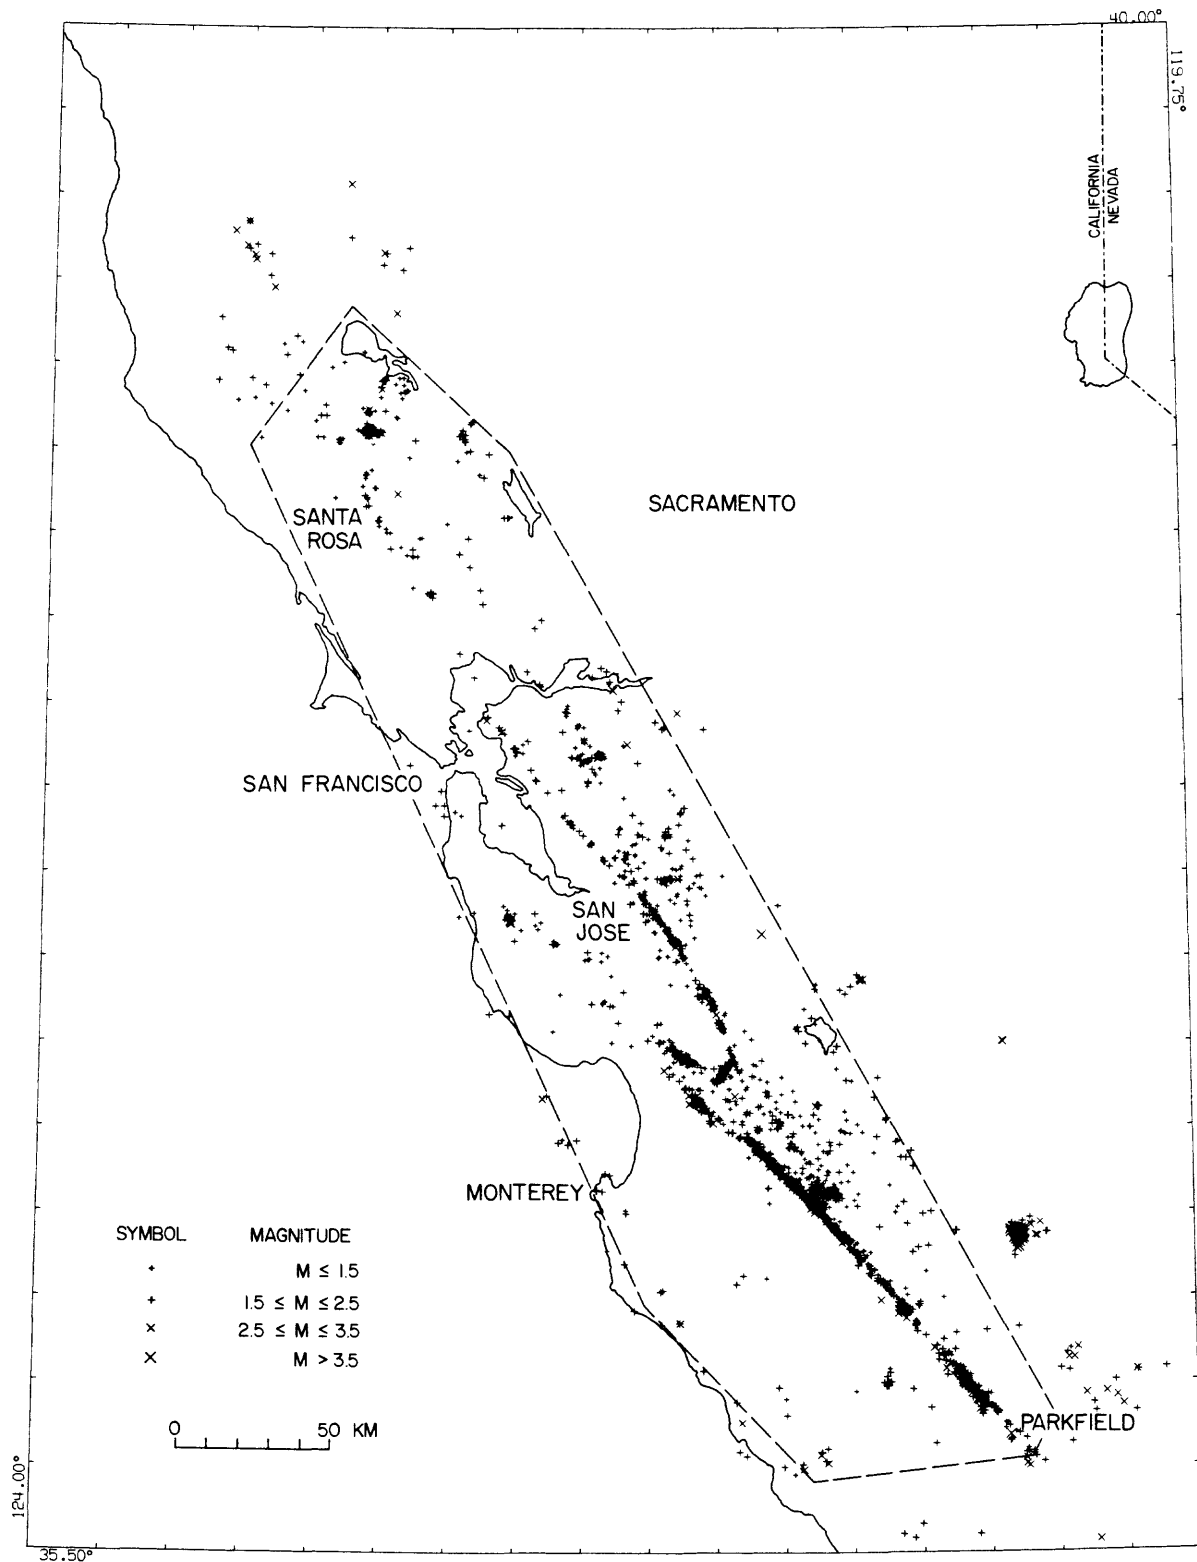 40.00°
119.75°
CALIFORNIA
NEVADA
SACRAMENTO
SANTA
ROSA
SAN FRANCISCO
SAN
JOSE
MONTEREY
SYMBOL MAGNITUDE
+ M ≤ 1.5
+ 1.5 ≤ M ≤ 2.5
× 2.5 ≤ M ≤ 3.5
× M > 3.5
0 50 KM
PARKFIELD
124.00°
35.50°